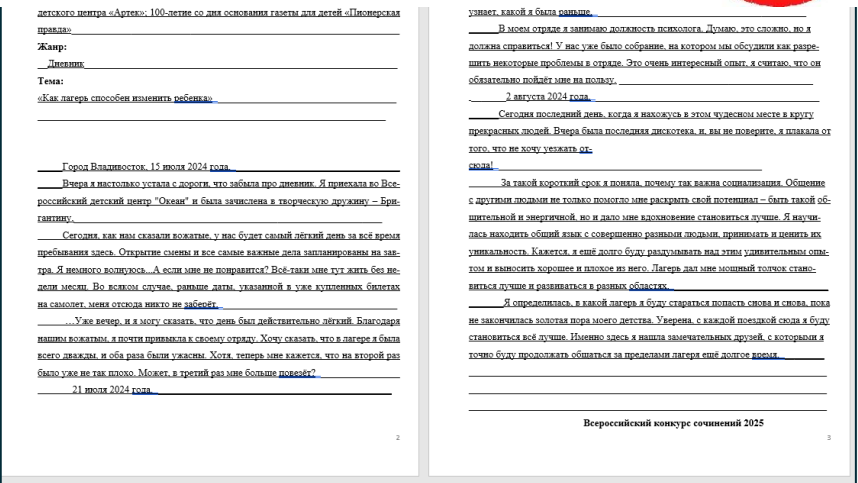 детского центра «Артек»; 100-летие со дня основания газеты для детей «Пионерская
правда»
Жанр:
Дневник
Тема:
«Как лагерь способен изменить ребенка»
Город Владивосток, 15 июля 2024 года.
Вчера я настолько устала с дороги, что забыла про дневник. Я приехала во Все-
российский детский центр "Океан" и была зачислена в творческую дружину – Бри-
гантину.
Сегодня, как нам сказали вожатые, у нас будет самый лёгкий день за всё время
пребывания здесь. Открытие смены и все самые важные дела запланированы на зав-
тра. Я немного волнуюсь...А если мне не понравится? Всё-таки мне тут жить без не-
дели месяц. Во всяком случае, раньше даты, указанной в уже купленных билетах
на самолет, меня отсюда никто не заберёт.
…Уже вечер, и я могу сказать, что день был действительно лёгкий. Благодаря
нашим вожатым, я почти привыкла к своему отряду. Хочу сказать, что в лагере я была
всего дважды, и оба раза были ужасны. Хотя, теперь мне кажется, что на второй раз
было уже не так плохо. Может, в третий раз мне больше повезёт?
21 июля 2024 года.
2
узнает, какой я была раньше.
В моем отряде я занимаю должность психолога. Думаю, это сложно, но я
должна справиться! У нас уже было собрание, на котором мы обсудили как разре-
шить некоторые проблемы в отряде. Это очень интересный опыт, я считаю, что он
обязательно пойдёт мне на пользу.
2 августа 2024 года.
Сегодня последний день, когда я нахожусь в этом чудесном месте в кругу
прекрасных людей. Вчера была последняя дискотека, и, вы не поверите, я плакала от
того, что не хочу уезжать от-
сюда!
За такой короткий срок я поняла, почему так важна социализация. Общение
с другими людьми не только помогло мне раскрыть свой потенциал – быть такой об-
щительной и энергичной, но и дало мне вдохновение становиться лучше. Я научи-
лась находить общий язык с совершенно разными людьми, принимать и ценить их
уникальность. Кажется, я ещё долго буду раздумывать над этим удивительным опы-
том и выносить хорошее и плохое из него. Лагерь дал мне мощный толчок стано-
виться лучше и развиваться в разных областях.
Я определилась, в какой лагерь я буду стараться попасть снова и снова, пока
не закончилась золотая пора моего детства. Уверена, с каждой поездкой сюда я буду
становиться всё лучше. Именно здесь я нашла замечательных друзей, с которыми я
точно буду продолжать общаться за пределами лагеря ещё долгое время.
Всероссийский конкурс сочинений 2025
3